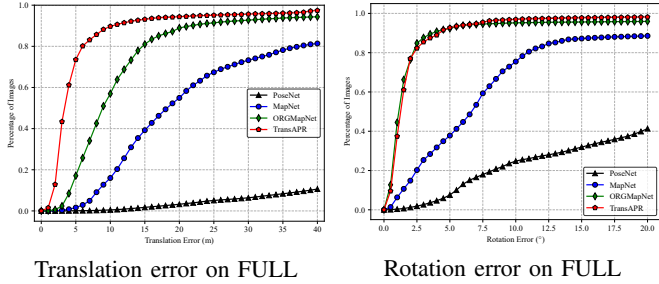 1.0
0.8
0.6
0.4
0.2
0.0
Percentage of Images
0 5 10 15 20 25 30 35 40
Translation Error (m)
PoseNet
MapNet
ORGMapNet
TransAPR
Translation error on FULL
1.0
0.8
0.6
0.4
0.2
0.0
Percentage of Images
0.0 2.5 5.0 7.5 10.0 12.5 15.0 17.5 20.0
Rotation Error (°)
PoseNet
MapNet
ORGMapNet
TransAPR
Rotation error on FULL